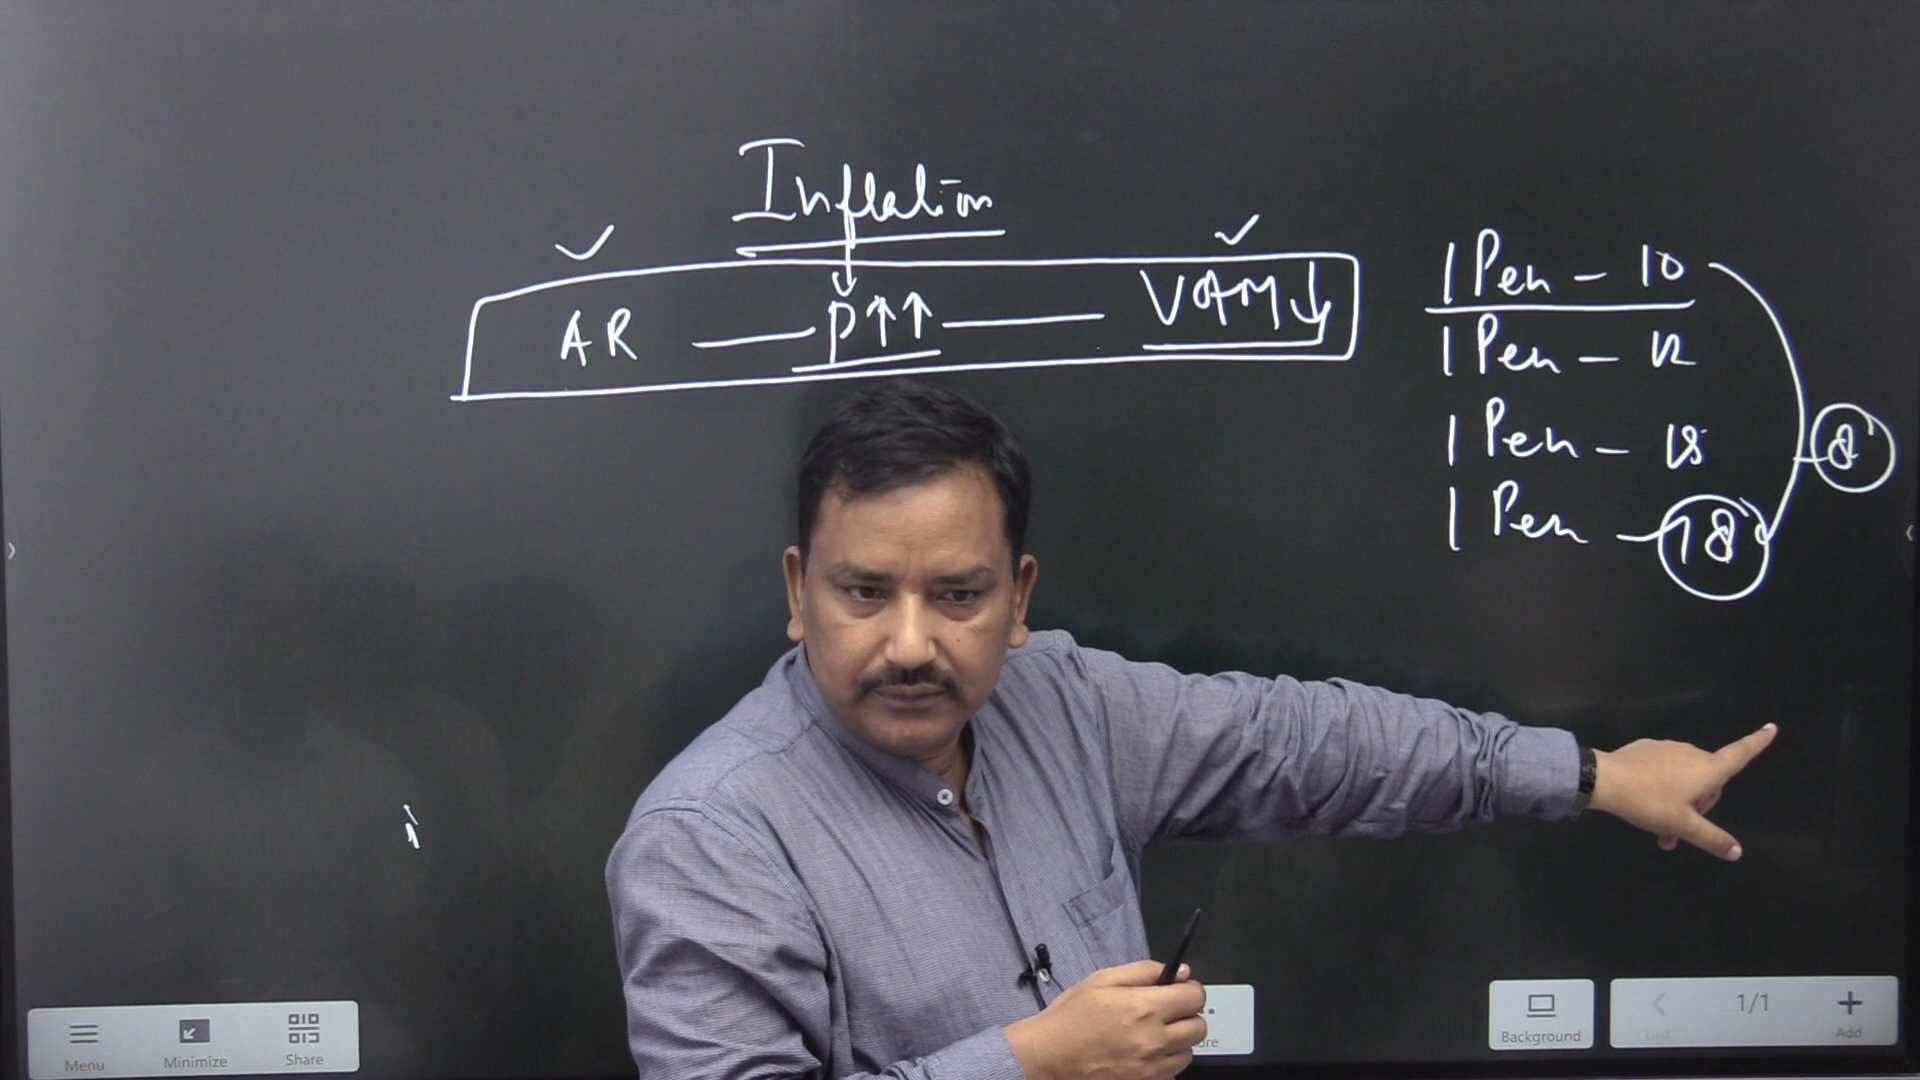 Inflation
AR — P↑↑ — VAM↓
1 Pen - 10
1 Pen - 12
1 Pen - 15
1 Pen - 18
8
Menu
Minimize
Share
Background
1/1
Add